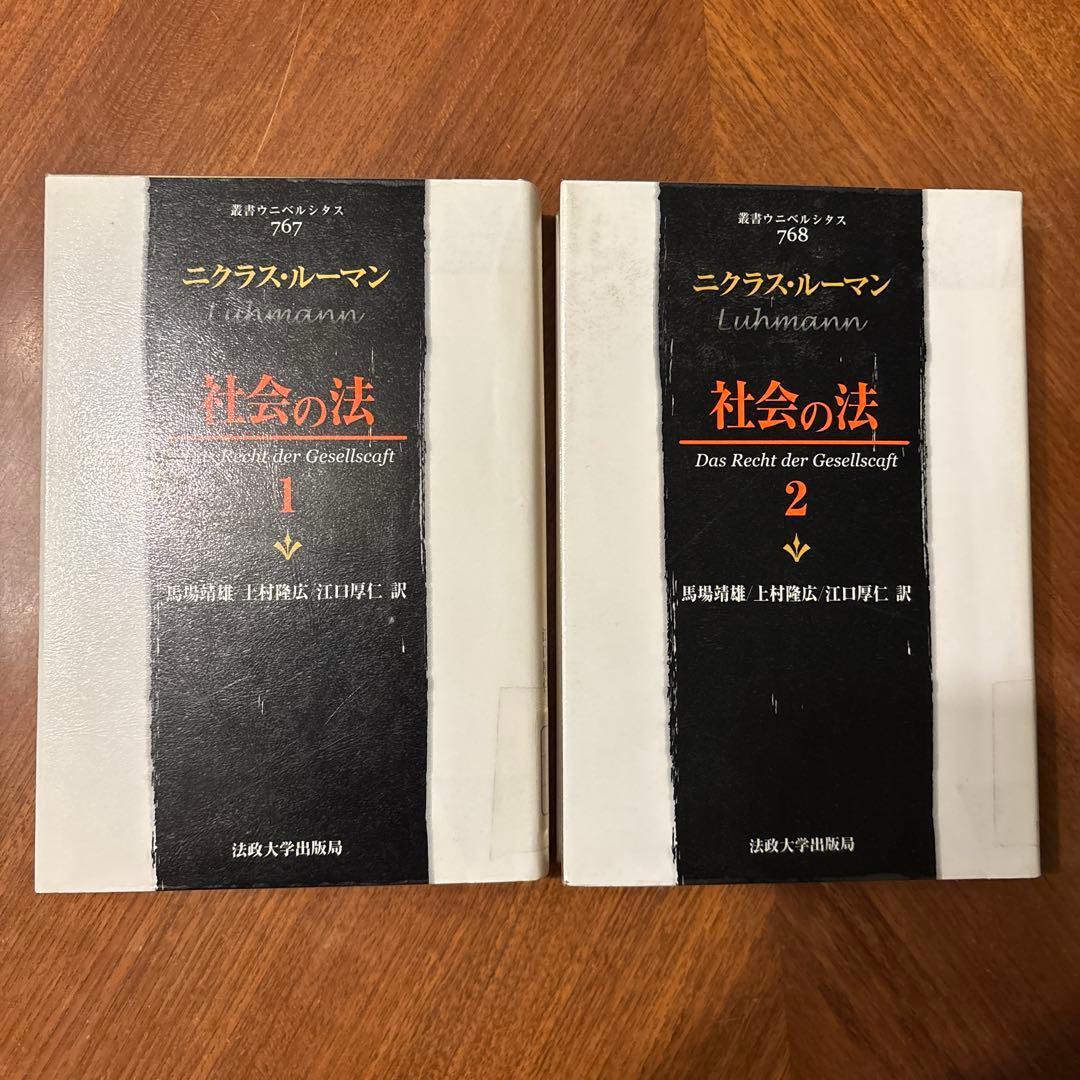 叢書ウニベルシタス
767
ニクラス・ルーマン
Luhmann
社会の法
Recht der Gesellscaft
1
馬場靖雄/上村隆広/江口厚仁 訳
法政大学出版局
叢書ウニベルシタス
768
ニクラス・ルーマン
Luhmann
社会の法
Das Recht der Gesellscaft
2
馬場靖雄/上村隆広/江口厚仁 訳
法政大学出版局